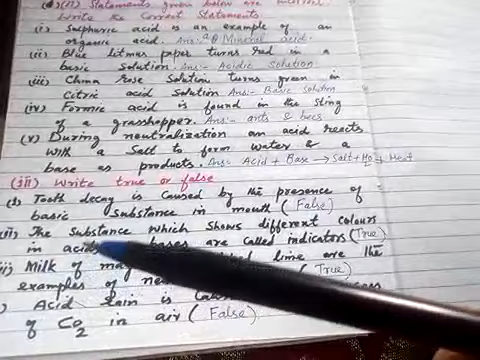 Statements given below are
Write the Correct Statements
(i) Sulphuric acid is an example of an
organic acid. Ans:- Mineral acid.
(ii) Blue litmus paper turns Red in a
basic Solution. Ans:- Acidic Solution
(iii) China Rose Solution turns green in
Citric acid Solution Ans:- Basic Solution
(iv) Formic acid is found in the sting
of a grasshopper. Ans:- ants & bees
(v) During neutralization an acid reacts
with a Salt to form water & a
base as products. Ans:- Acid + Base → Salt + H2O + Heat
(iii) Write true or false
(i) Tooth decay is caused by the presence of
basic Substance in mouth (False)
(ii) The Substance which shows different colours
in acids bases are called indicators (True)
Milk of lime are the
examples of (True)
Acid Rain is
of CO2 in air (False)